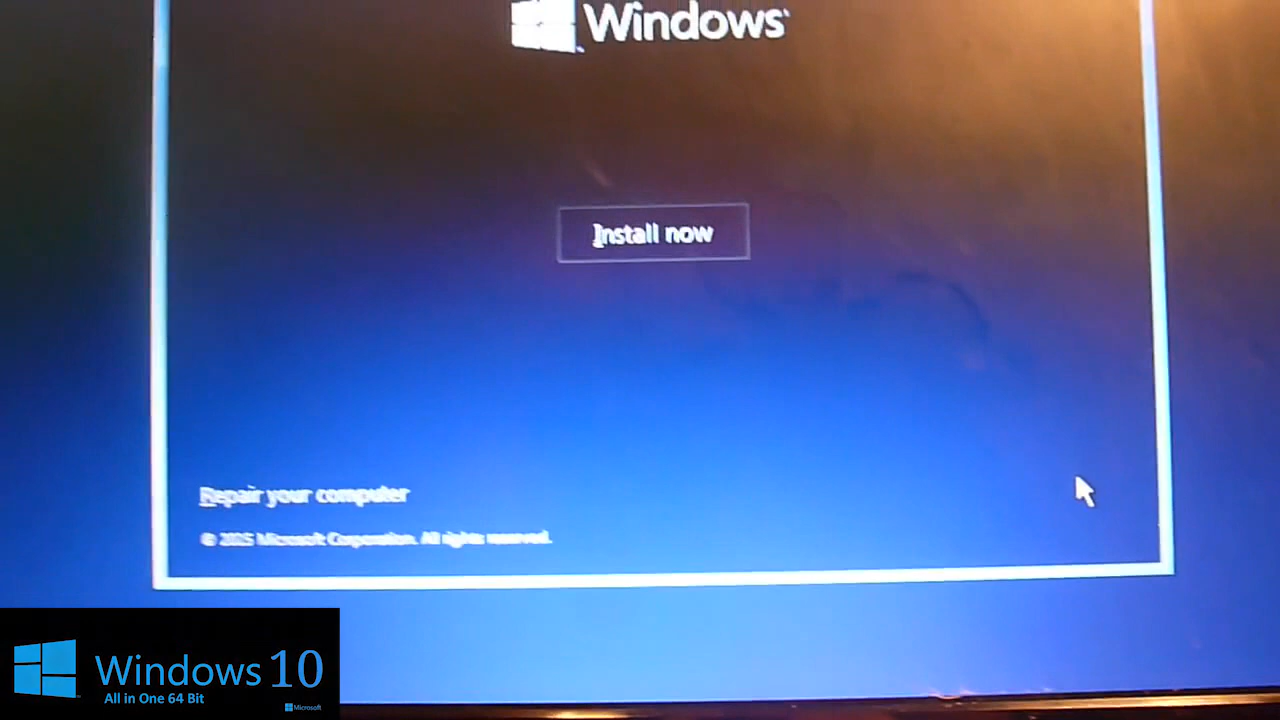 Windows
Install now
Repair your computer
© 2015 Microsoft Corporation. All rights reserved.
Windows 10
All in One 64 Bit
Microsoft